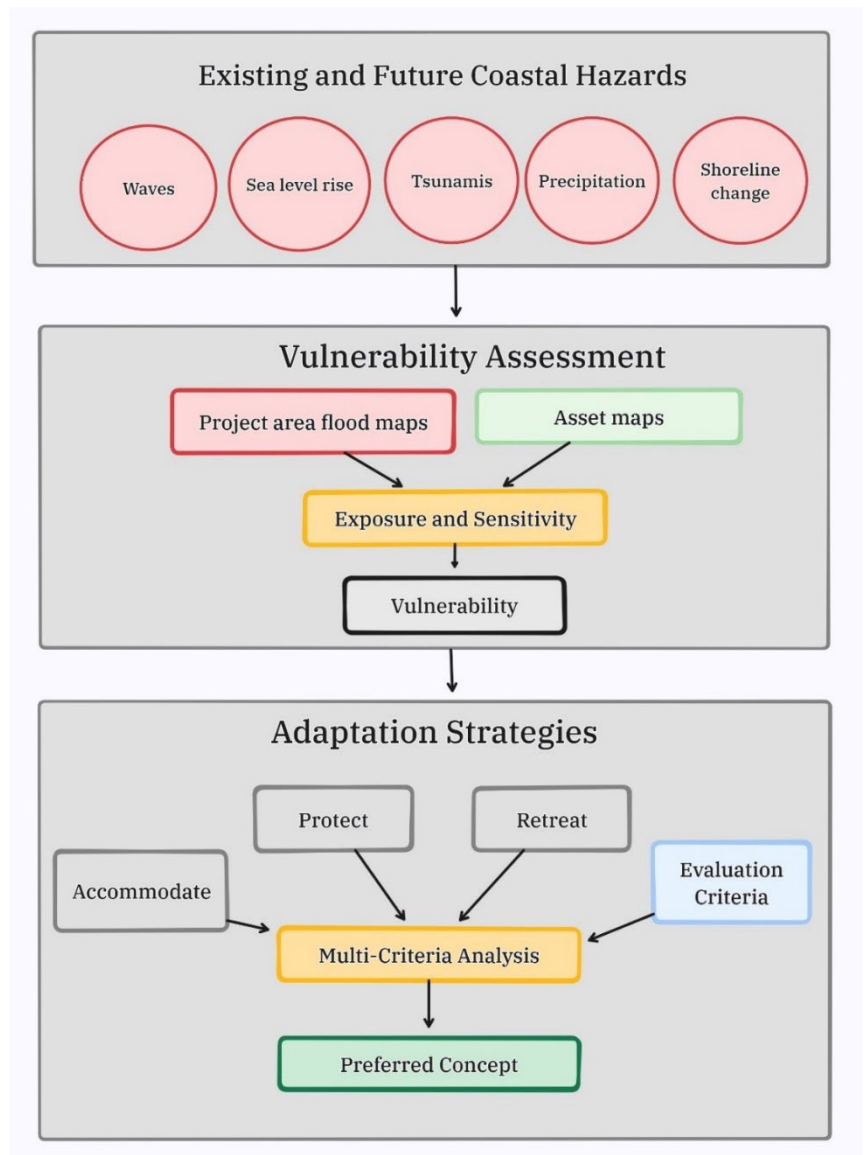 Existing and Future Coastal Hazards
Waves
Sea level rise
Tsunamis
Precipitation
Shoreline
change
Vulnerability Assessment
Project area flood maps
Asset maps
Exposure and Sensitivity
Vulnerability
Adaptation Strategies
Protect
Retreat
Accommodate
Evaluation
Criteria
Multi-Criteria Analysis
Preferred Concept